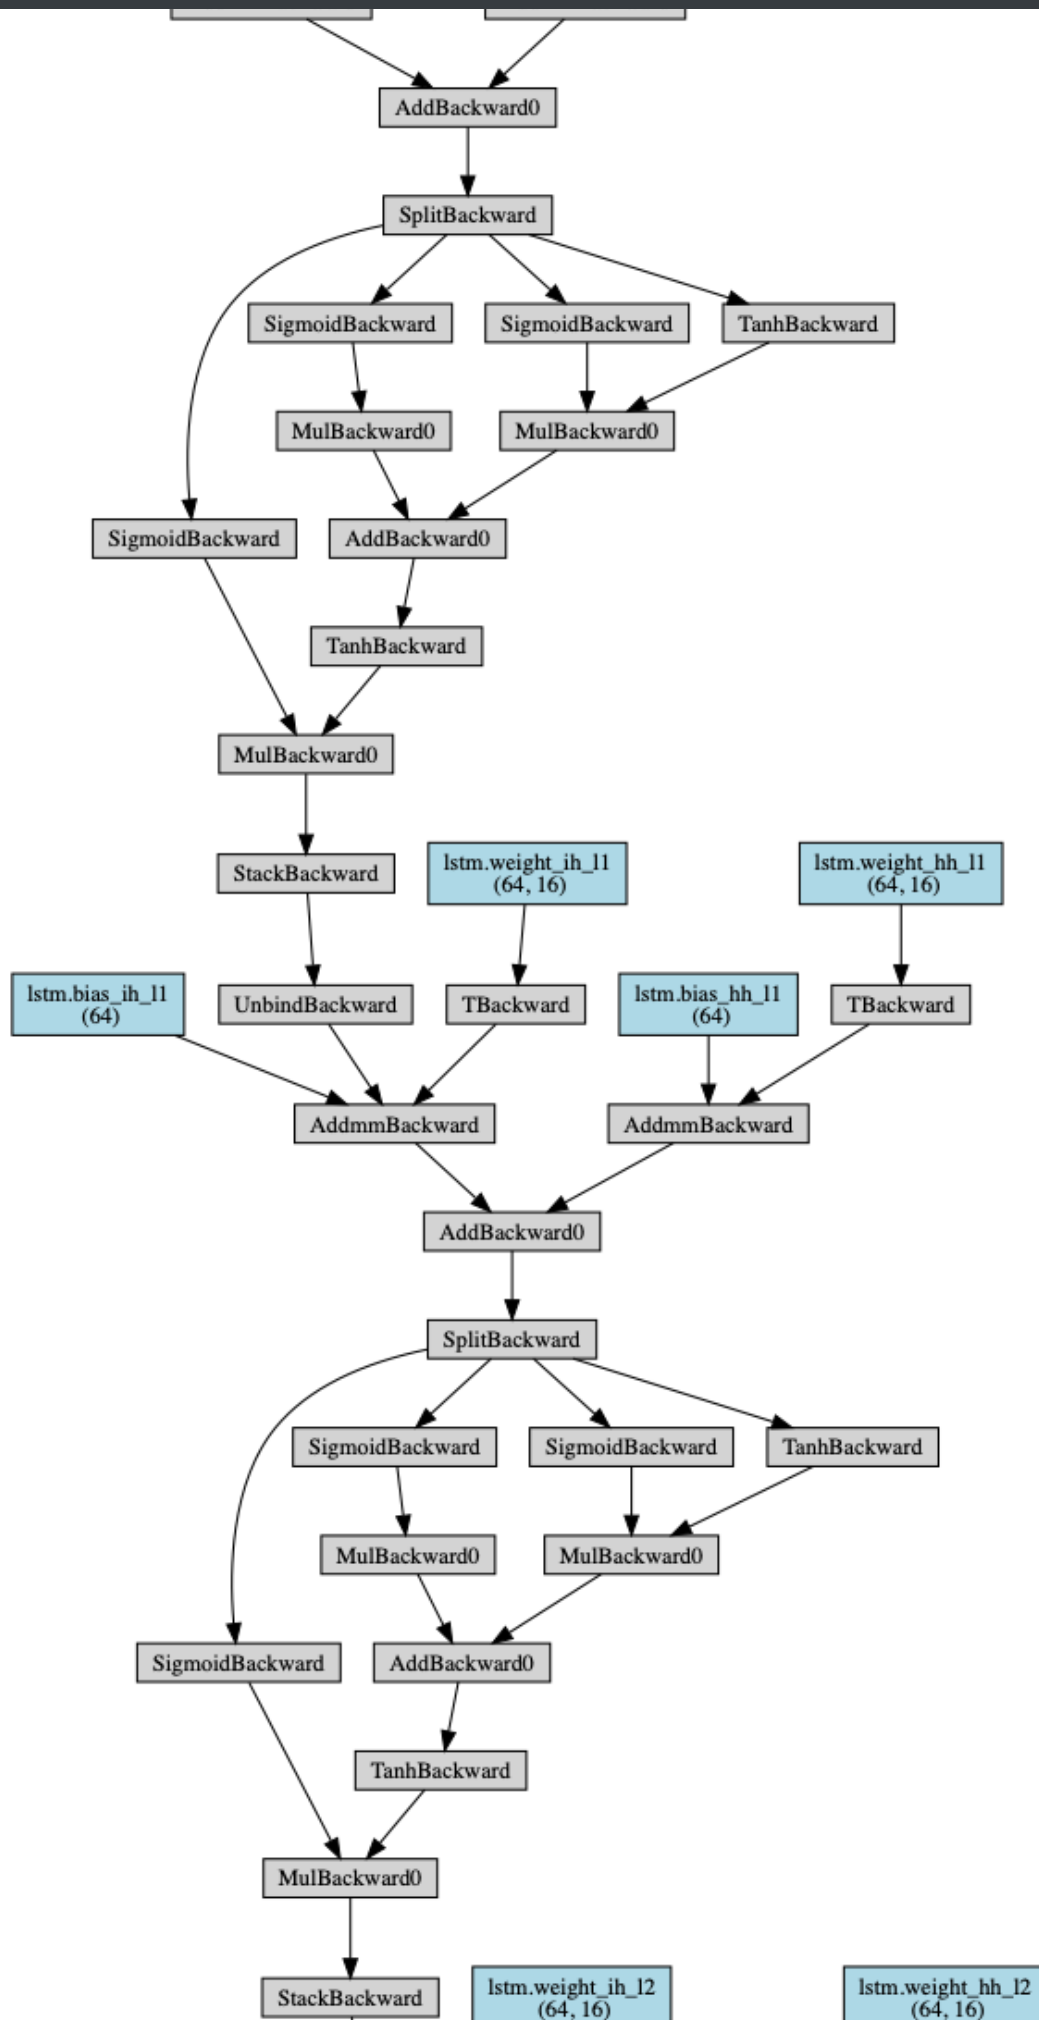 AddBackward0
SplitBackward
SigmoidBackward
SigmoidBackward
TanhBackward
MulBackward0
MulBackward0
SigmoidBackward
AddBackward0
TanhBackward
MulBackward0
StackBackward
lstm.weight_ih_l1
(64, 16)
lstm.weight_hh_l1
(64, 16)
lstm.bias_ih_l1
(64)
UnbindBackward
TBackward
lstm.bias_hh_l1
(64)
TBackward
AddmmBackward
AddmmBackward
AddBackward0
SplitBackward
SigmoidBackward
SigmoidBackward
TanhBackward
MulBackward0
MulBackward0
SigmoidBackward
AddBackward0
TanhBackward
MulBackward0
StackBackward
lstm.weight_ih_l2
(64, 16)
lstm.weight_hh_l2
(64, 16)